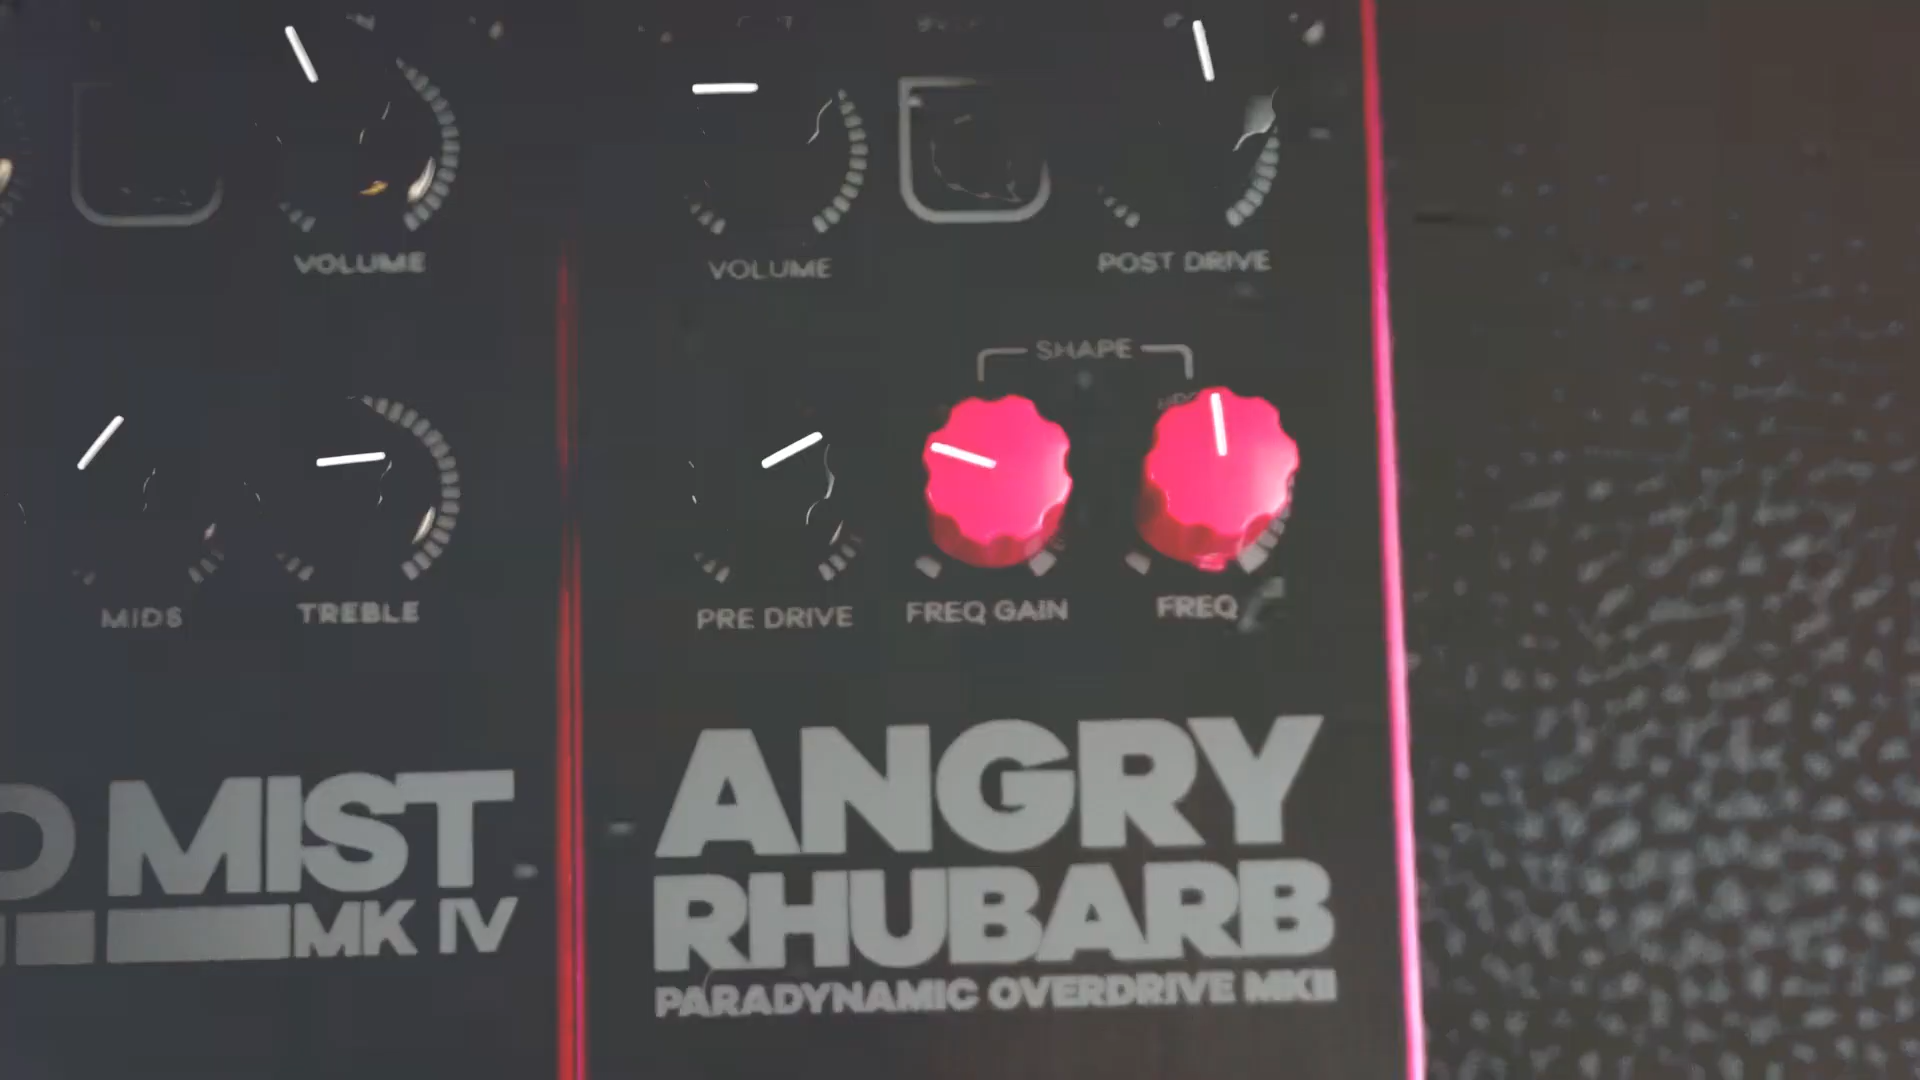 VOLUME
VOLUME
POST DRIVE
SHAPE
MIDS
TREBLE
PRE DRIVE
FREQ GAIN
FREQ
MIST
MK IV
ANGRY
RHUBARB
PARADYNAMIC OVERDRIVE MKII